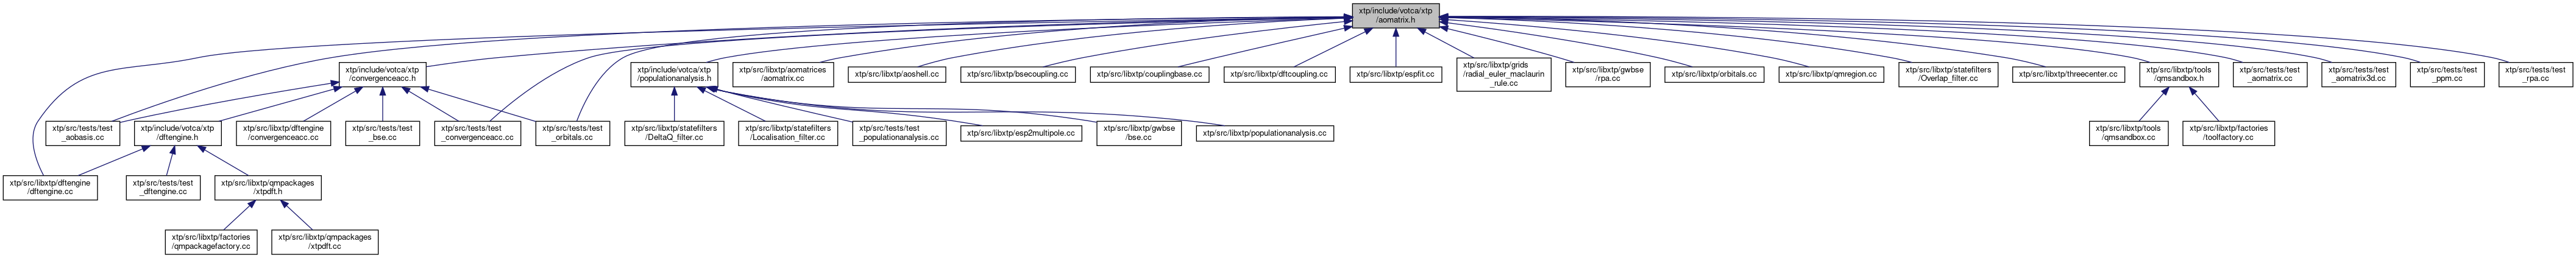 xtp/include/votca/xtp
/aomatrix.h
xtp/include/votca/xtp
/convergenceacc.h
xtp/include/votca/xtp
/populationanalysis.h
xtp/src/libxtp/aomatrices
/aomatrix.cc
xtp/src/libxtp/aoshell.cc
xtp/src/libxtp/bsecoupling.cc
xtp/src/libxtp/couplingbase.cc
xtp/src/libxtp/dftcoupling.cc
xtp/src/libxtp/espfit.cc
xtp/src/libxtp/grids
/radial_euler_maclaurin
_rule.cc
xtp/src/libxtp/gwbse
/rpa.cc
xtp/src/libxtp/orbitals.cc
xtp/src/libxtp/qmregion.cc
xtp/src/libxtp/statefilters
/Overlap_filter.cc
xtp/src/libxtp/threecenter.cc
xtp/src/libxtp/tools
/qmsandbox.h
xtp/src/tests/test
_aomatrix.cc
xtp/src/tests/test
_aomatrix3d.cc
xtp/src/tests/test
_ppm.cc
xtp/src/tests/test
_rpa.cc
xtp/src/tests/test
_aobasis.cc
xtp/include/votca/xtp
/dftengine.h
xtp/src/libxtp/dftengine
/convergenceacc.cc
xtp/src/tests/test
_bse.cc
xtp/src/tests/test
_convergenceacc.cc
xtp/src/tests/test
_orbitals.cc
xtp/src/libxtp/statefilters
/DeltaQ_filter.cc
xtp/src/libxtp/statefilters
/Localisation_filter.cc
xtp/src/tests/test
_populationanalysis.cc
xtp/src/libxtp/esp2multipole.cc
xtp/src/libxtp/gwbse
/bse.cc
xtp/src/libxtp/populationanalysis.cc
xtp/src/libxtp/tools
/qmsandbox.cc
xtp/src/libxtp/factories
/toolfactory.cc
xtp/src/libxtp/dftengine
/dftengine.cc
xtp/src/tests/test
_dftengine.cc
xtp/src/libxtp/qmpackages
/xtpdft.h
xtp/src/libxtp/factories
/qmpackagefactory.cc
xtp/src/libxtp/qmpackages
/xtpdft.cc